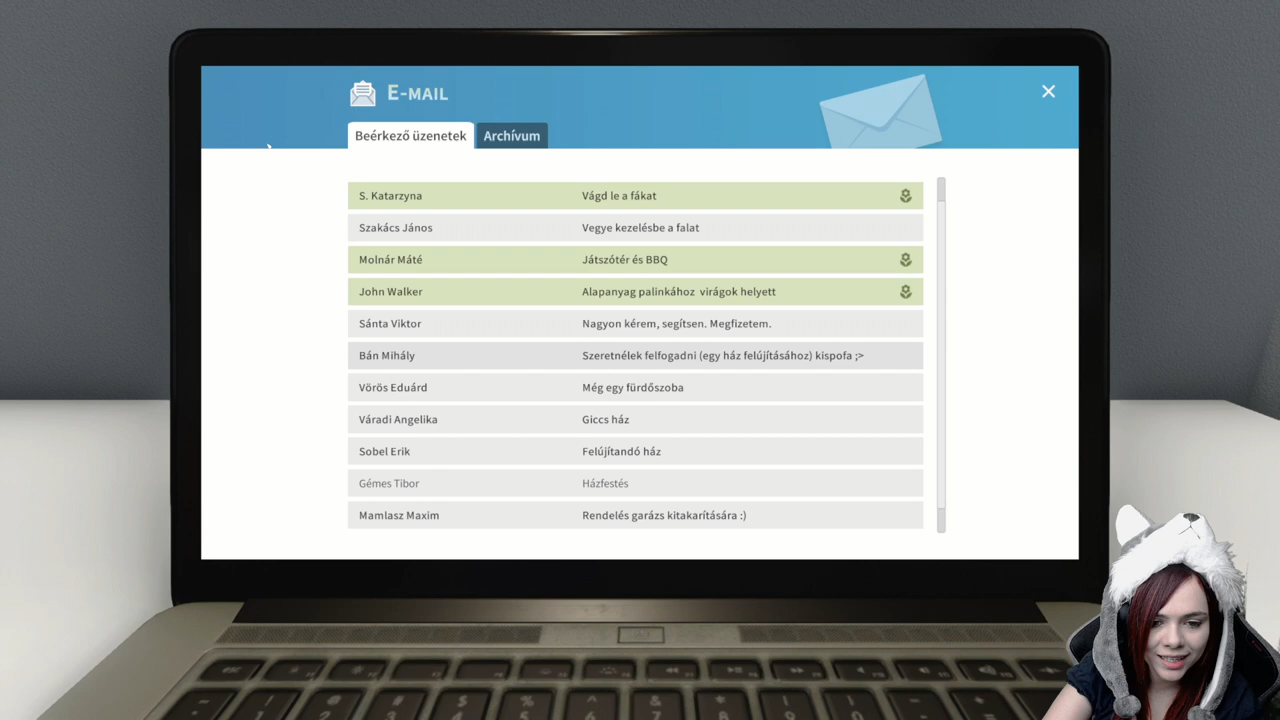 E-MAIL
Beérkező üzenetek Archívum
S. Katarzyna Vágd le a fákat
Szakács János Vegye kezelésbe a falat
Molnár Máté Játszótér és BBQ
John Walker Alapanyag palinkához virágok helyett
Sánta Viktor Nagyon kérem, segítsen. Megfizetem.
Bán Mihály Szeretnélek felfogadni (egy ház felújításához) kispofa ;>
Vörös Eduárd Még egy fürdőszoba
Váradi Angelika Giccs ház
Sobel Erik Felújítandó ház
Gémes Tibor Házfestés
Mamlasz Maxim Rendelés garázs kitakarítására :)